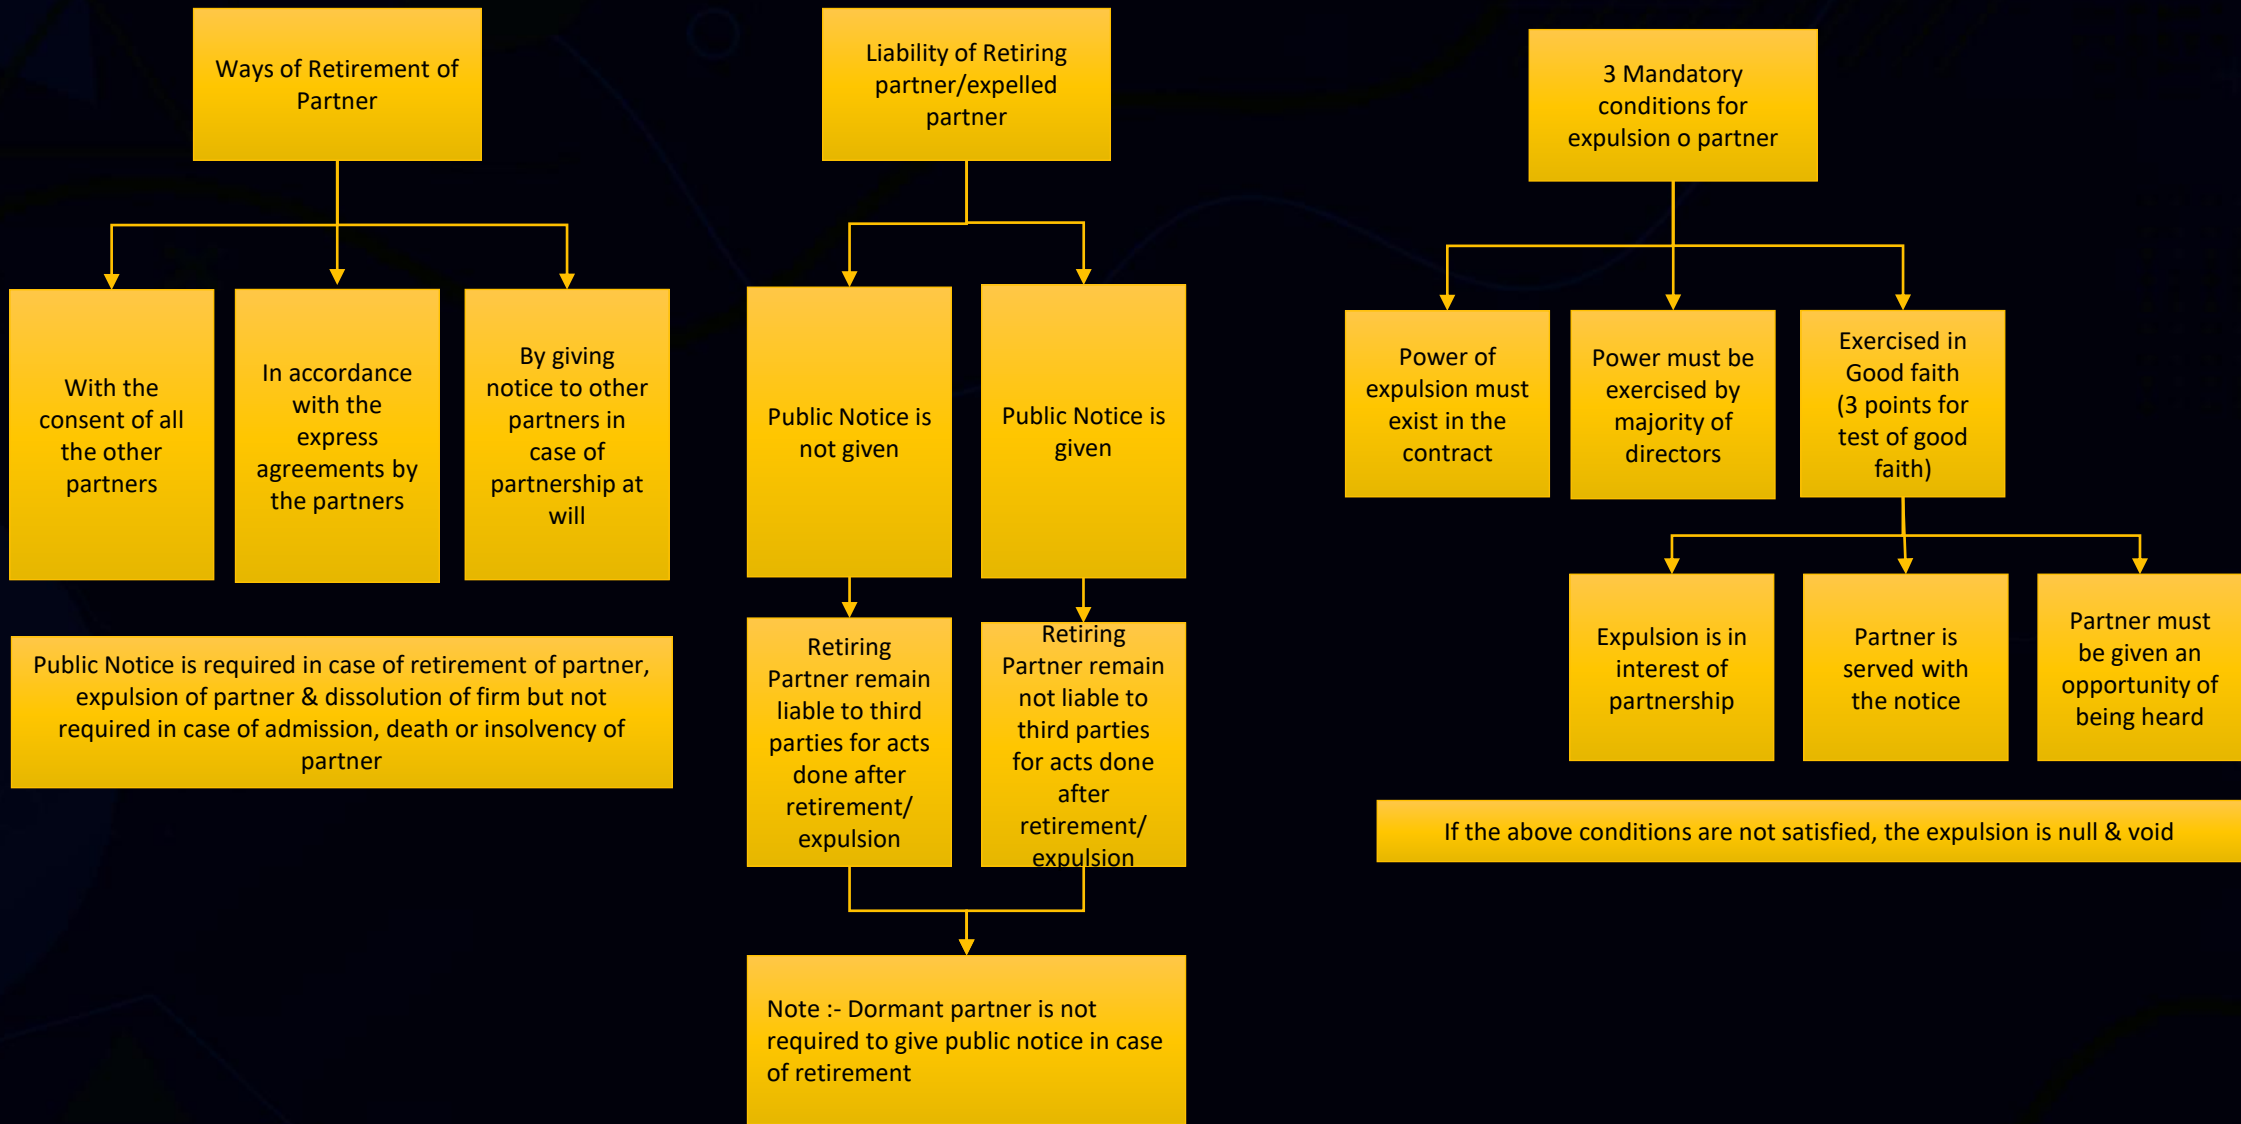 Ways of Retirement of
Partner
With the
consent of all
the other
partners
In accordance
with the
express
agreements by
the partners
By giving
notice to other
partners in
case of
partnership at
will
Public Notice is required in case of retirement of partner,
expulsion of partner & dissolution of firm but not
required in case of admission, death or insolvency of
partner
Liability of Retiring
partner/expelled
partner
Public Notice is
not given
Public Notice is
given
Retiring
Partner remain
liable to third
parties for acts
done after
retirement/
expulsion
Retiring
Partner remain
not liable to
third parties
for acts done
after
retirement/
expulsion
Note :- Dormant partner is not
required to give public notice in case
of retirement
3 Mandatory
conditions for
expulsion o partner
Power of
expulsion must
exist in the
contract
Power must be
exercised by
majority of
directors
Exercised in
Good faith
(3 points for
test of good
faith)
Expulsion is in
interest of
partnership
Partner is
served with
the notice
Partner must
be given an
opportunity of
being heard
If the above conditions are not satisfied, the expulsion is null & void